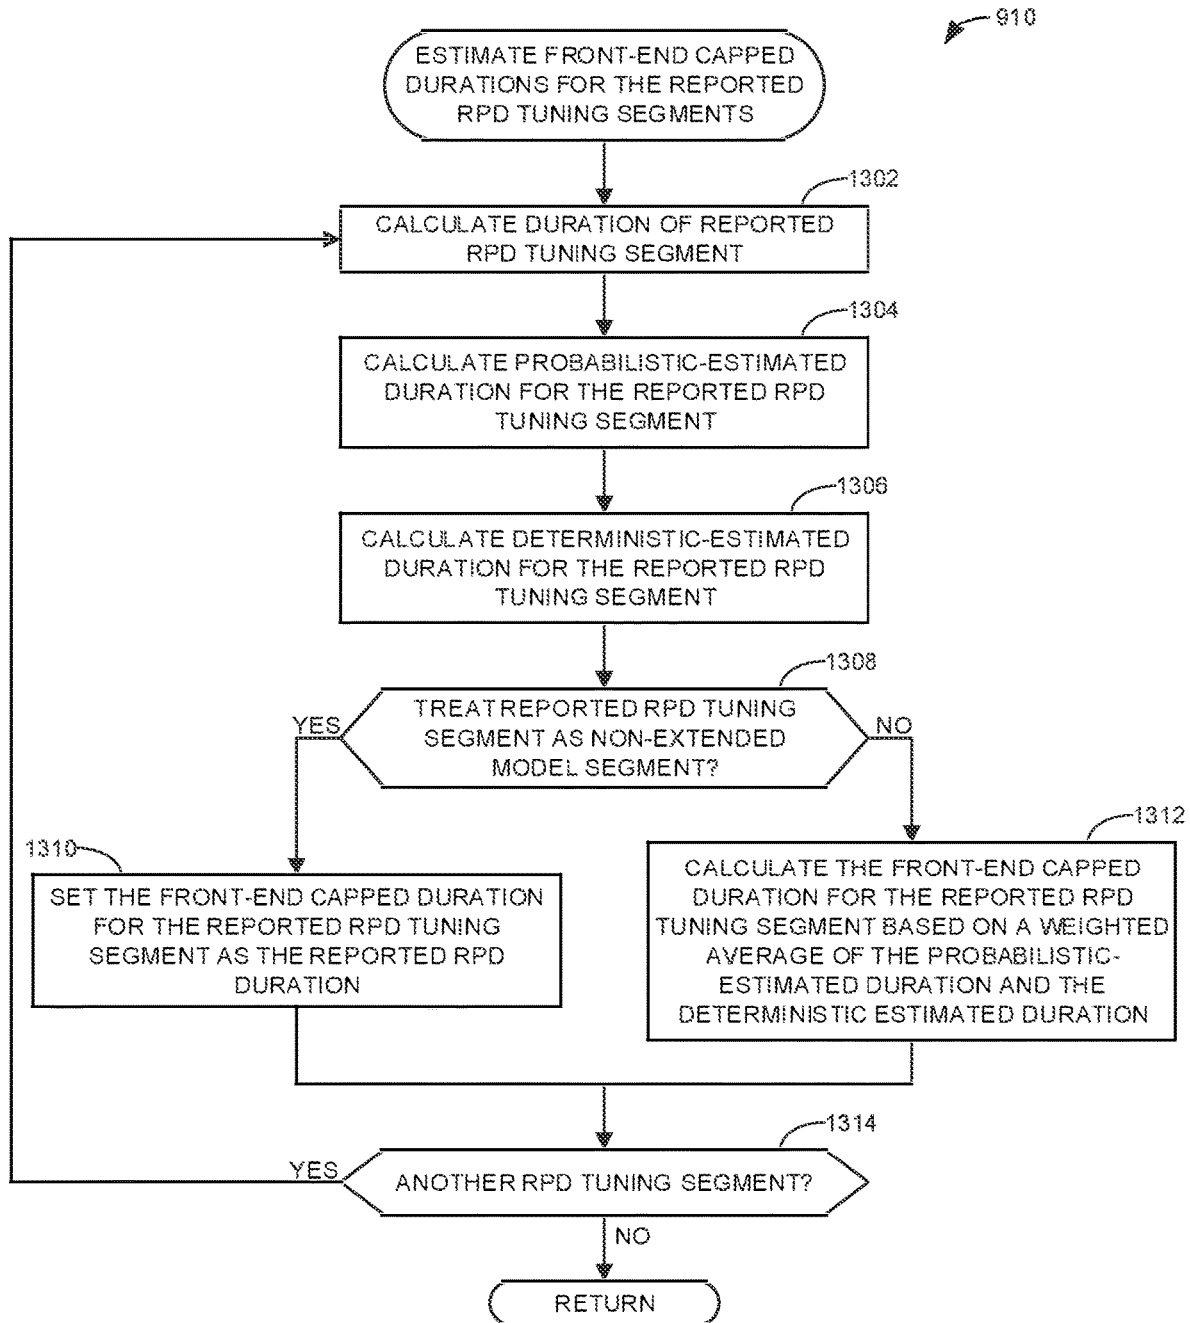 910
ESTIMATE FRONT-END CAPPED
DURATIONS FOR THE REPORTED
RPD TUNING SEGMENTS
1302
CALCULATE DURATION OF REPORTED
RPD TUNING SEGMENT
1304
CALCULATE PROBABILISTIC-ESTIMATED
DURATION FOR THE REPORTED RPD
TUNING SEGMENT
1306
CALCULATE DETERMINISTIC-ESTIMATED
DURATION FOR THE REPORTED RPD
TUNING SEGMENT
1308
TREAT REPORTED RPD TUNING
SEGMENT AS NON-EXTENDED
MODEL SEGMENT?
YES
NO
1310
SET THE FRONT-END CAPPED DURATION
FOR THE REPORTED RPD TUNING
SEGMENT AS THE REPORTED RPD
DURATION
1312
CALCULATE THE FRONT-END CAPPED
DURATION FOR THE REPORTED RPD
TUNING SEGMENT BASED ON A WEIGHTED
AVERAGE OF THE PROBABILISTIC-
ESTIMATED DURATION AND THE
DETERMINISTIC ESTIMATED DURATION
1314
YES
ANOTHER RPD TUNING SEGMENT?
NO
RETURN